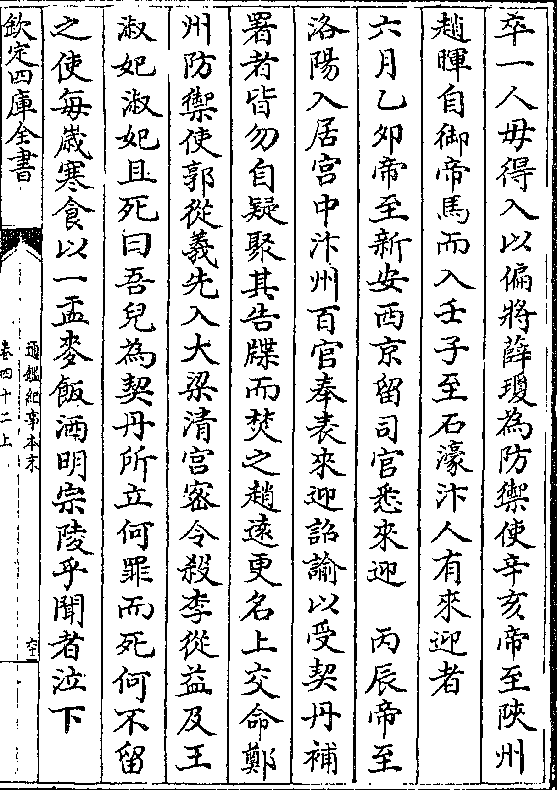 卒一人毋得入以偏將薛瓊為防禦使辛亥帝至陜州
趙暉自御帝馬而入壬子至石濠汴人有來迎者
六月乙夘帝至新安西京留司官悉來迎　丙辰帝至
洛陽入居宫中汴州百官奉表來迎詔諭以受契丹補
署者皆勿自疑聚其告牒而焚之趙遠更名上交命鄭
州防禦使郭從義先入大梁清宫宻令殺李從益及王
淑妃淑妃且死曰吾兒為契丹所立何罪而死何不留
之使每歳寒食以一盂麥飯洒明宗陵乎聞者泣下
欽定四庫全書
通鑑紀事本末
卷四十二上